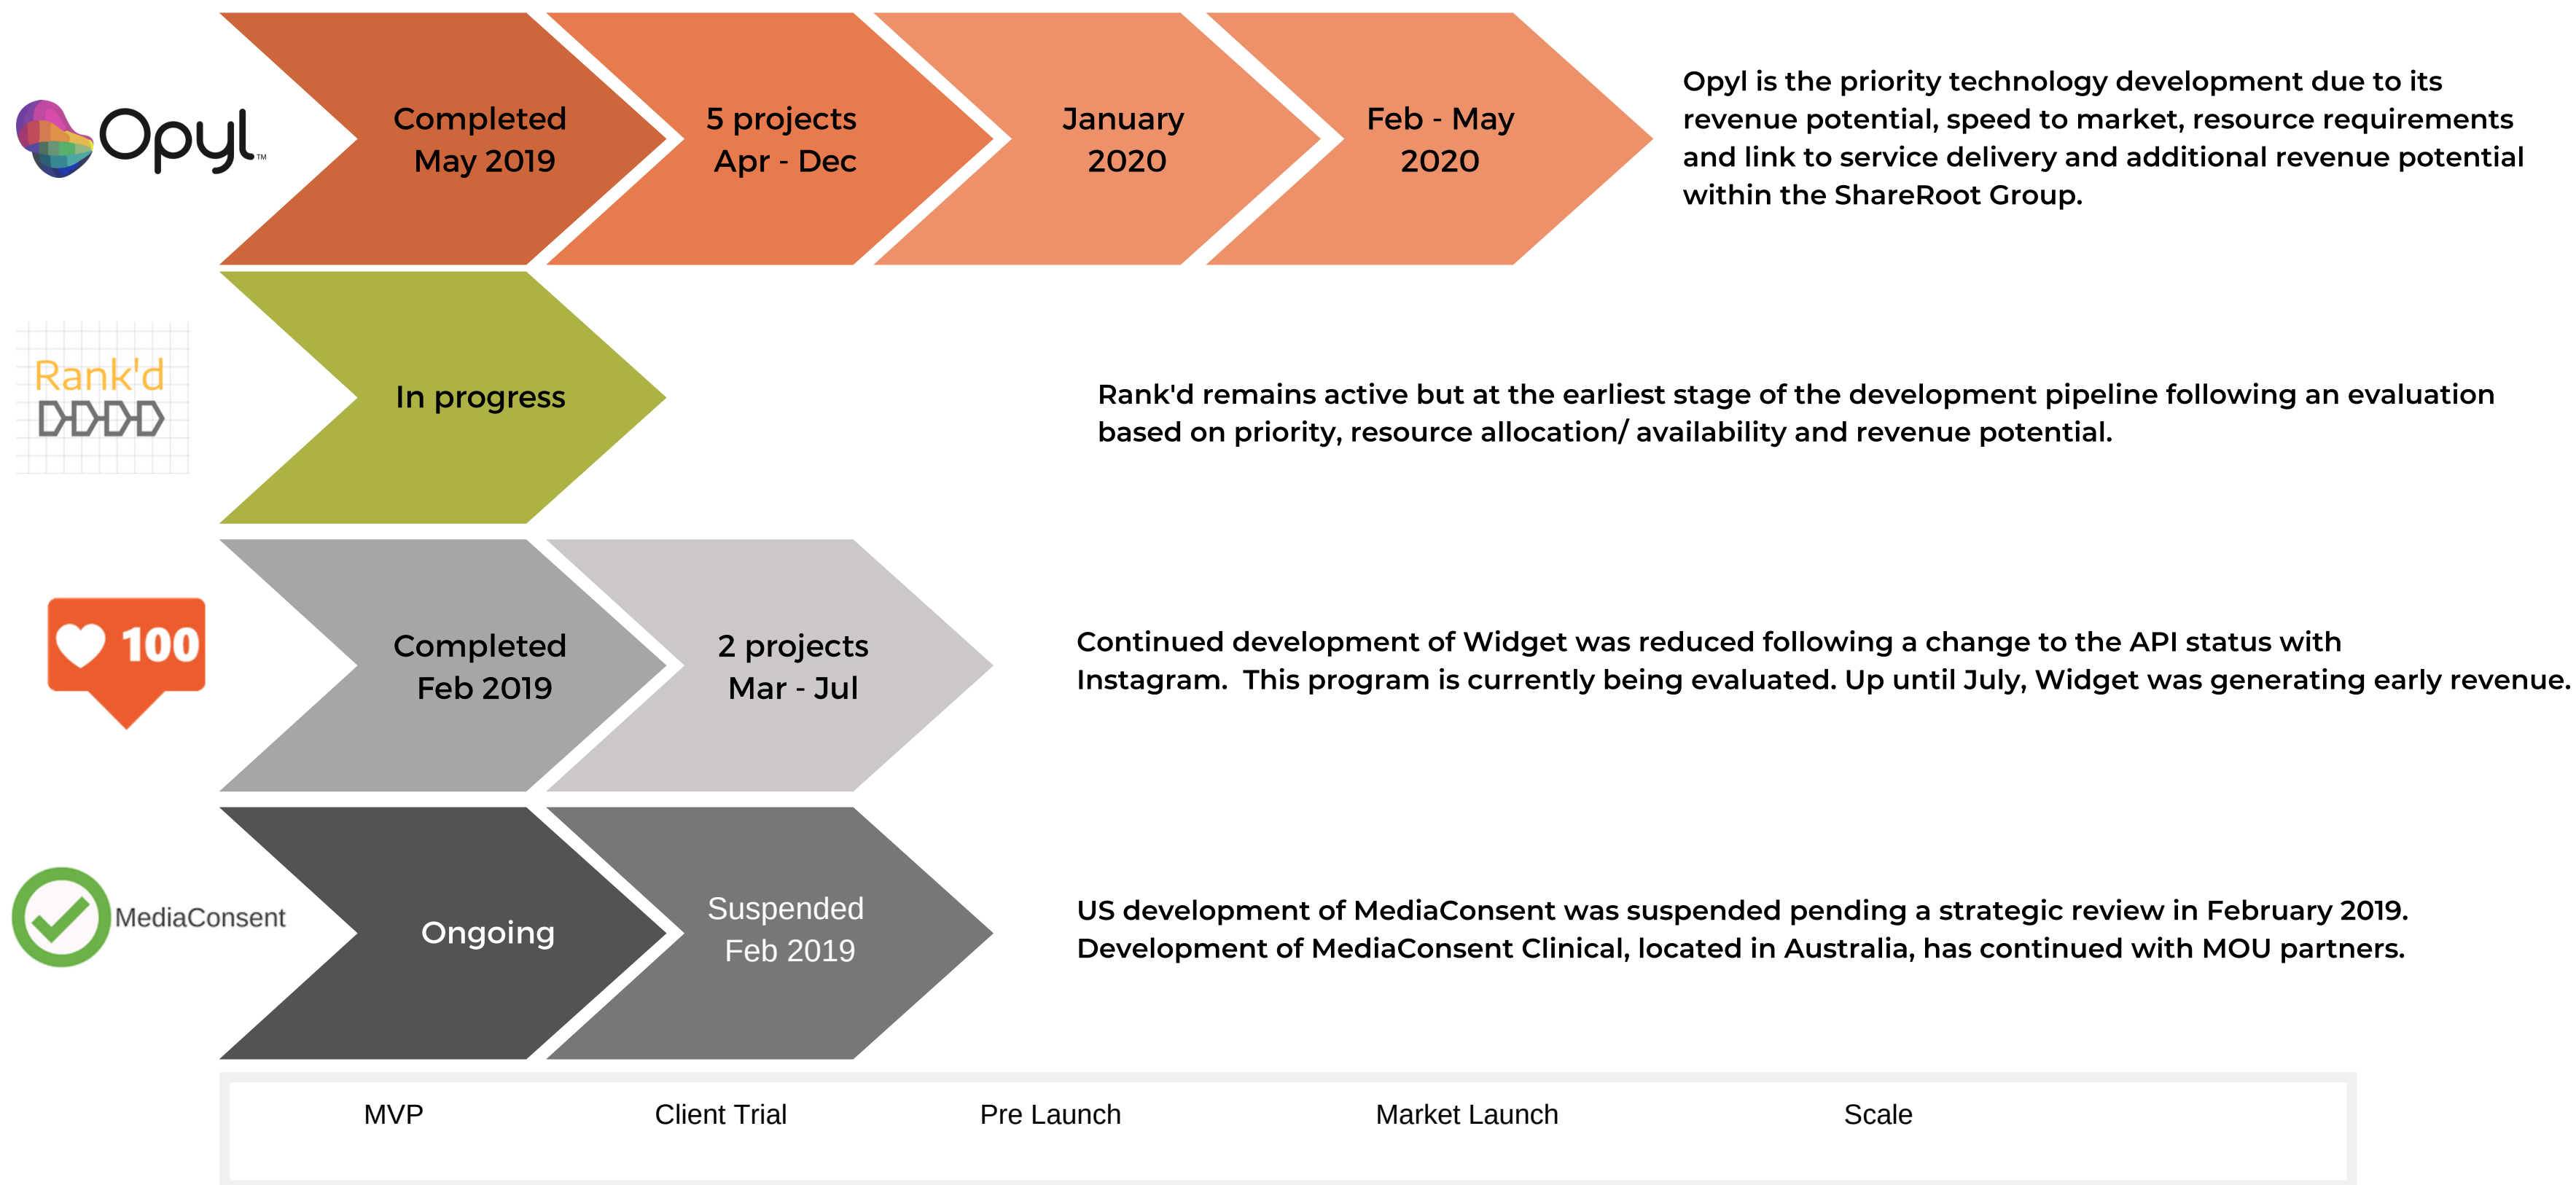 Opyl™
Completed
May 2019
5 projects
Apr - Dec
January
2020
Feb - May
2020
Opyl is the priority technology development due to its
revenue potential, speed to market, resource requirements
and link to service delivery and additional revenue potential
within the ShareRoot Group.
Rank'd
In progress
Rank'd remains active but at the earliest stage of the development pipeline following an evaluation
based on priority, resource allocation/ availability and revenue potential.
100
Completed
Feb 2019
2 projects
Mar - Jul
Continued development of Widget was reduced following a change to the API status with
Instagram.  This program is currently being evaluated. Up until July, Widget was generating early revenue.
MediaConsent
Ongoing
Suspended
Feb 2019
US development of MediaConsent was suspended pending a strategic review in February 2019.
Development of MediaConsent Clinical, located in Australia, has continued with MOU partners.
MVP
Client Trial
Pre Launch
Market Launch
Scale